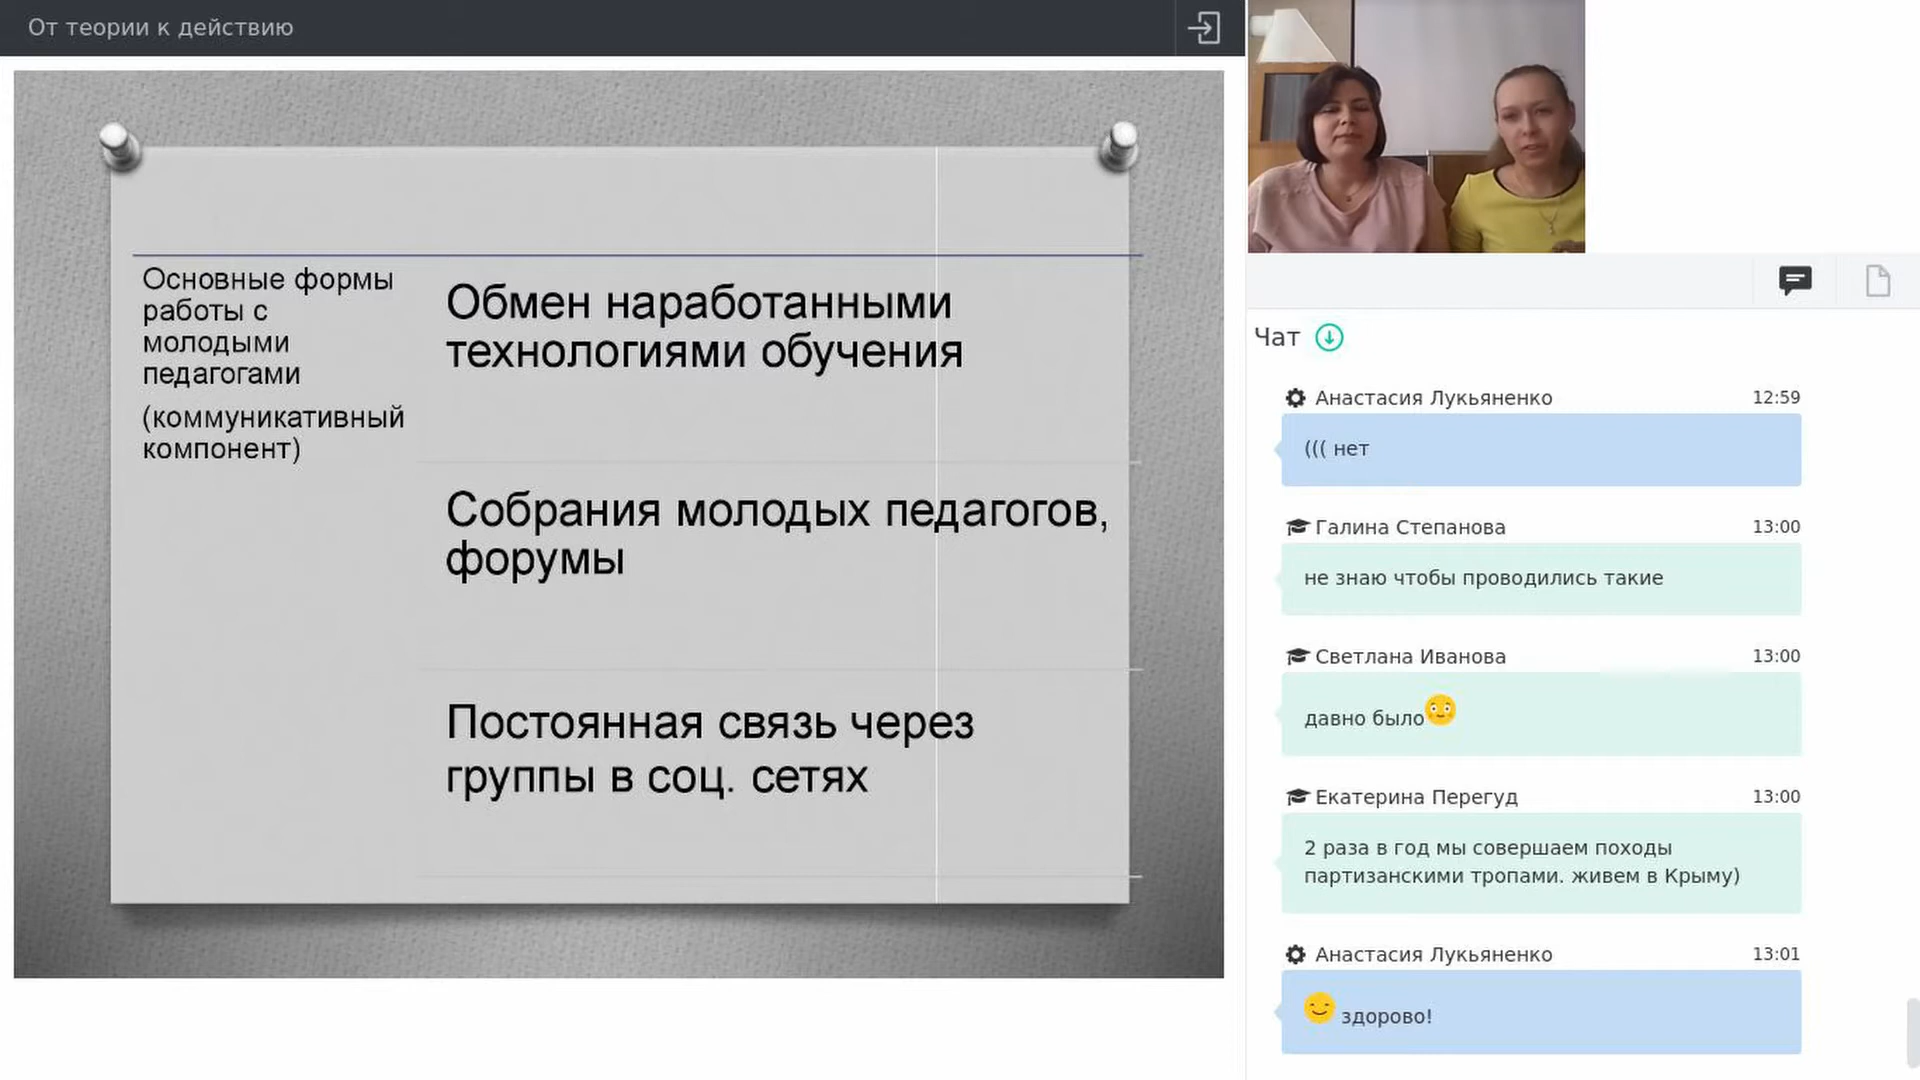 От теории к действию
Основные формы
работы с
молодыми
педагогами
(коммуникативный
компонент)
Обмен наработанными
технологиями обучения
Собрания молодых педагогов,
форумы
Постоянная связь через
группы в соц. сетях
Чат
Анастасия Лукьяненко 12:59
((( нет
Галина Степанова 13:00
не знаю чтобы проводились такие
Светлана Иванова 13:00
давно было
Екатерина Перегуд 13:00
2 раза в год мы совершаем походы
партизанскими тропами. живем в Крыму)
Анастасия Лукьяненко 13:01
здорово!